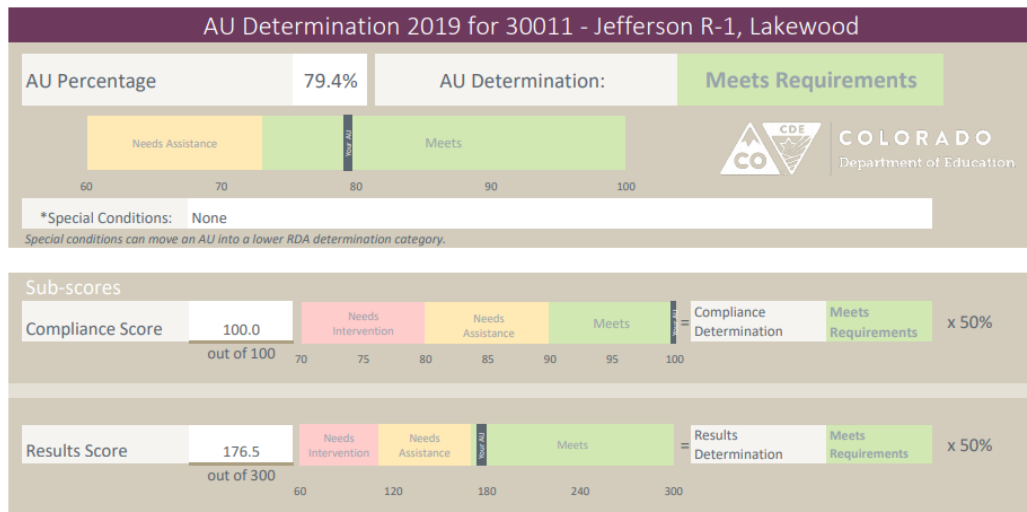 AU Determination 2019 for 30011 - Jefferson R-1, Lakewood
AU Percentage 79.4% AU Determination: Meets Requirements
Needs Assistance Your AU Meets
60 70 80 90 100
CDE
CO
COLORADO
Department of Education
*Special Conditions: None
Special conditions can move an AU into a lower RDA determination category.
Sub-scores
Compliance Score 100.0
out of 100
Needs
Intervention
Needs
Assistance
Meets
Your AU
70 75 80 85 90 95 100
=
Compliance
Determination
Meets
Requirements
x 50%
Results Score 176.5
out of 300
Needs
Intervention
Needs
Assistance
Your AU
Meets
60 120 180 240 300
=
Results
Determination
Meets
Requirements
x 50%